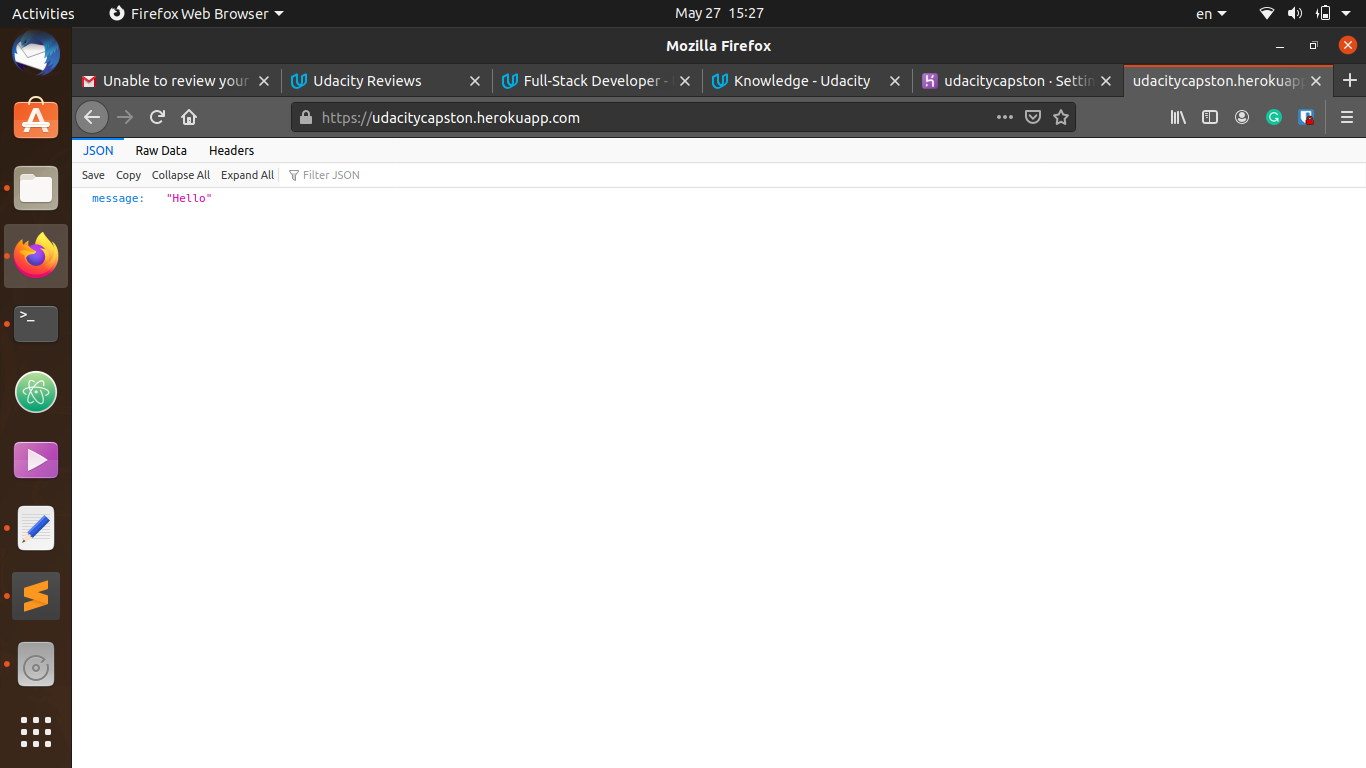 Activities Firefox Web Browser May 27 15:27 en
Mozilla Firefox
Unable to review your Udacity Reviews Full-Stack Developer - Knowledge - Udacity udacitycapston · Settin udacitycapston.herokuapp
https://udacitycapston.herokuapp.com
JSON Raw Data Headers
Save Copy Collapse All Expand All Filter JSON
message: "Hello"